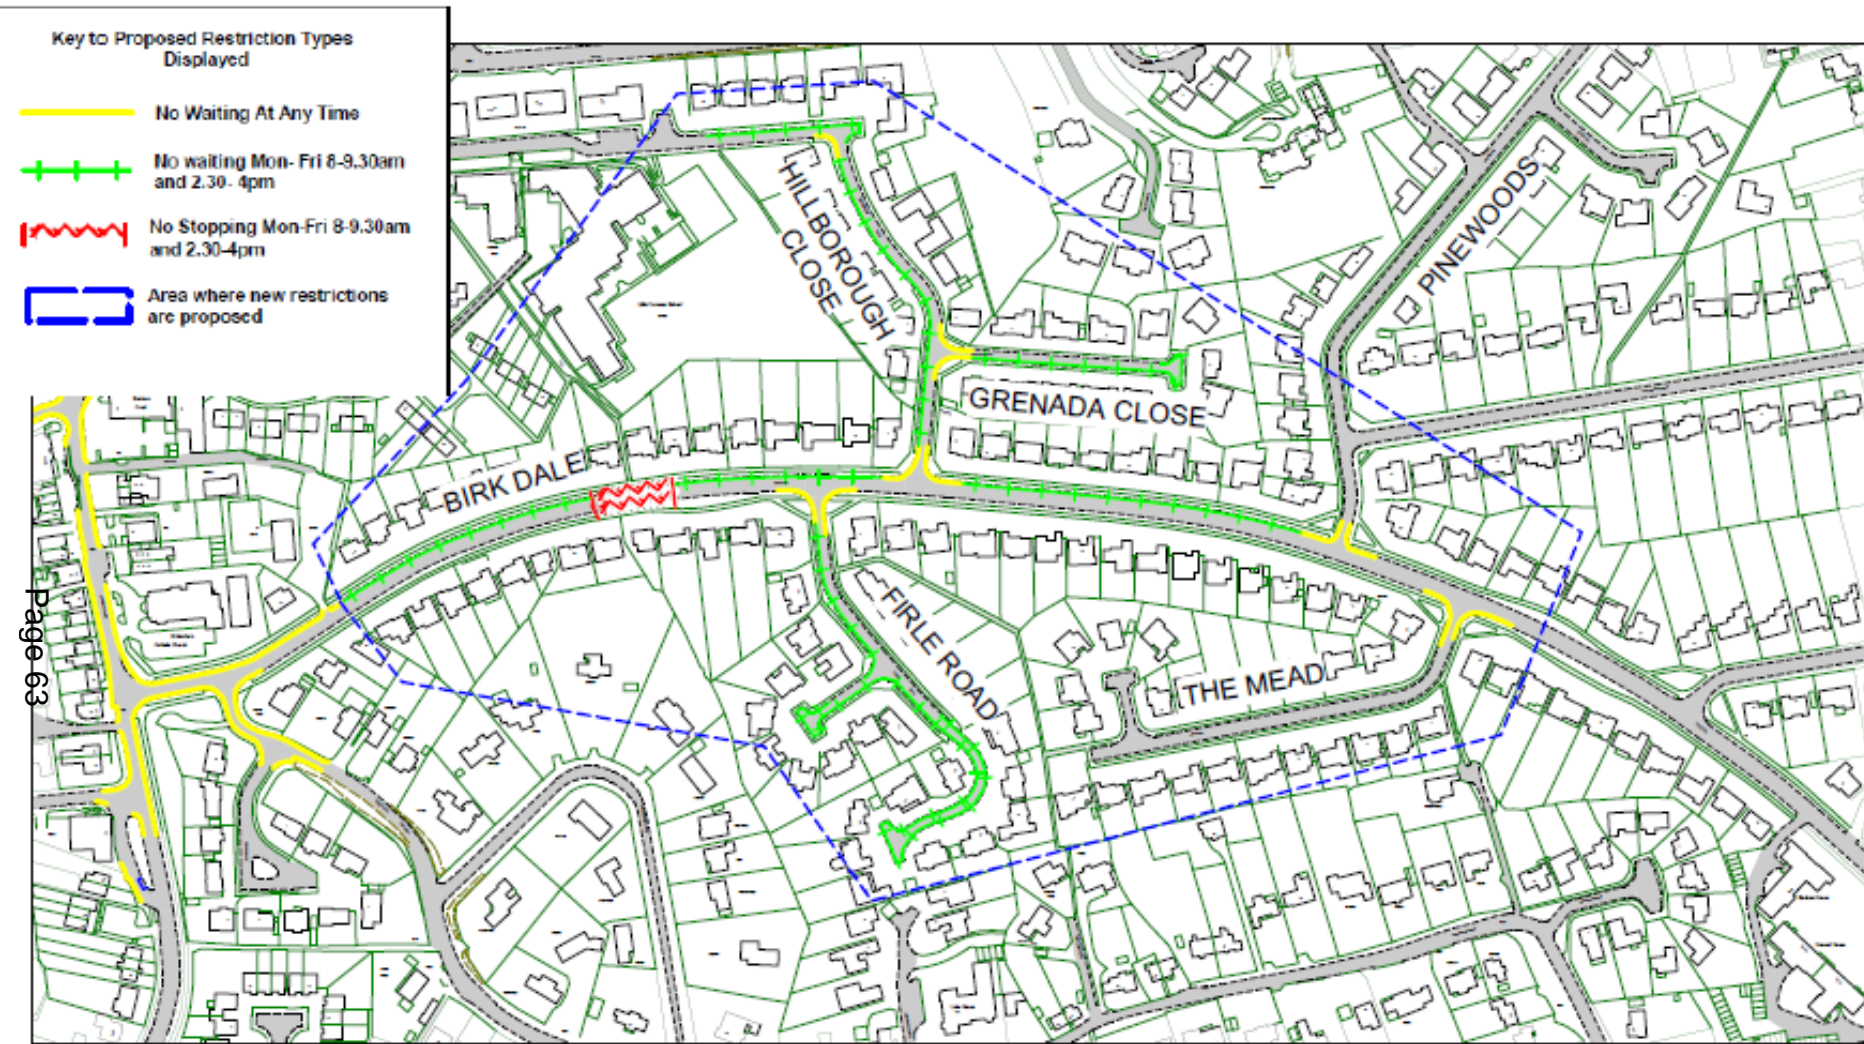 Key to Proposed Restriction Types
Displayed
No Waiting At Any Time
No waiting Mon- Fri 8-9.30am
and 2.30- 4pm
No Stopping Mon-Fri 8-9.30am
and 2.30-4pm
Area where new restrictions
are proposed
HILLBOROUGH
CLOSE
PINEWOODS
GRENADA CLOSE
BIRK DALE
FIRLE ROAD
THE MEAD
Page 63